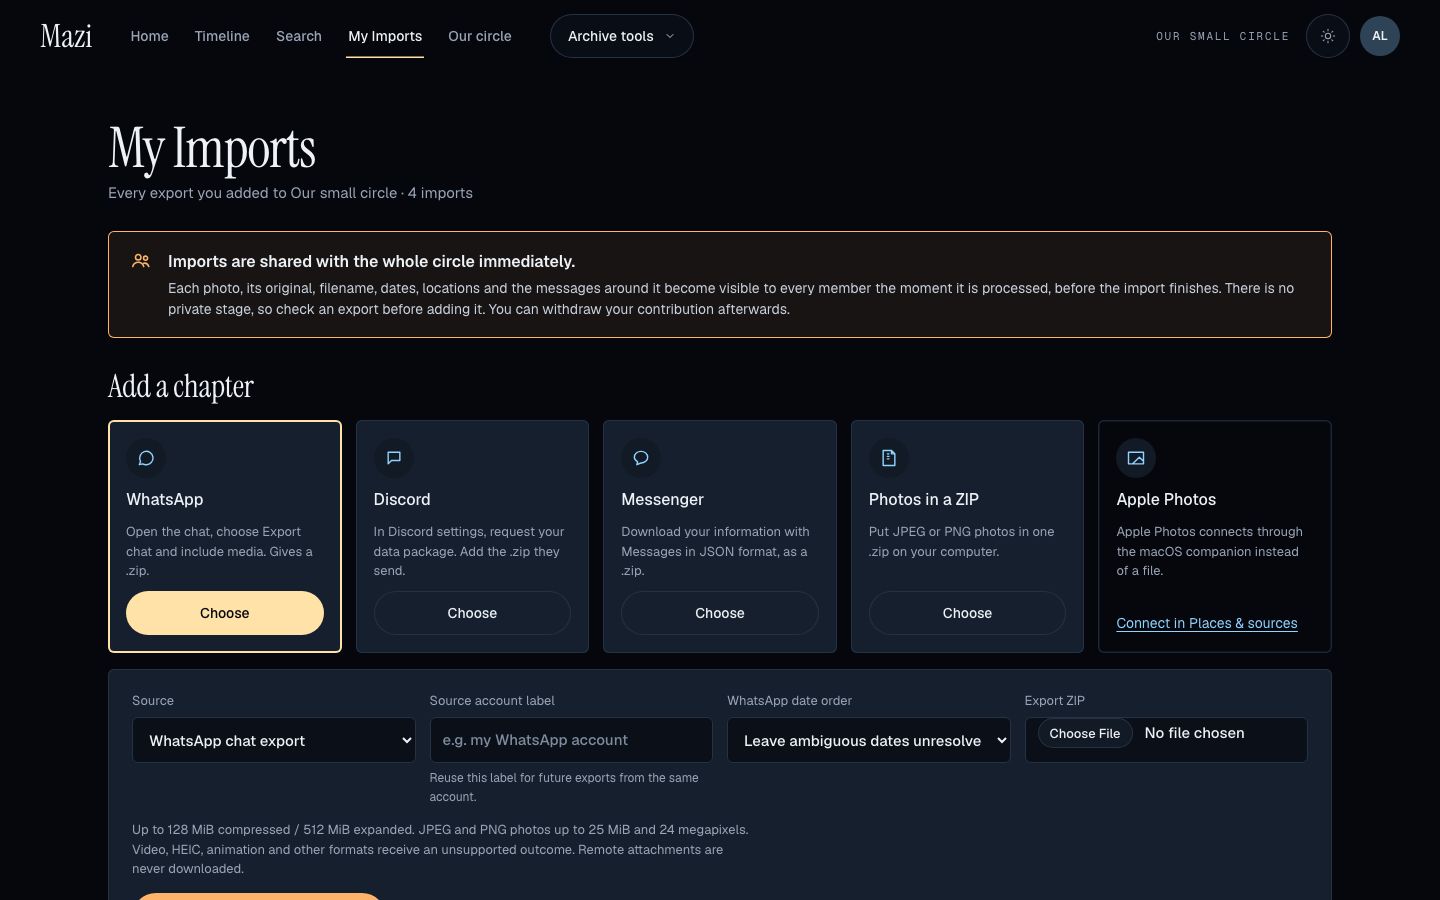 Mazi
Home
Timeline
Search
My Imports
Our circle
Archive tools
OUR SMALL CIRCLE
AL
My Imports
Every export you added to Our small circle · 4 imports
Imports are shared with the whole circle immediately.
Each photo, its original, filename, dates, locations and the messages around it become visible to every member the moment it is processed, before the import finishes. There is no
private stage, so check an export before adding it. You can withdraw your contribution afterwards.
Add a chapter
WhatsApp
Open the chat, choose Export
chat and include media. Gives a
.zip.
Choose
Discord
In Discord settings, request your
data package. Add the .zip they
send.
Choose
Messenger
Download your information with
Messages in JSON format, as a
.zip.
Choose
Photos in a ZIP
Put JPEG or PNG photos in one
.zip on your computer.
Choose
Apple Photos
Apple Photos connects through
the macOS companion instead
of a file.
Connect in Places & sources
Source
WhatsApp chat export
Source account label
e.g. my WhatsApp account
Reuse this label for future exports from the same
account.
WhatsApp date order
Leave ambiguous dates unresolve
Export ZIP
Choose File
No file chosen
Up to 128 MiB compressed / 512 MiB expanded. JPEG and PNG photos up to 25 MiB and 24 megapixels.
Video, HEIC, animation and other formats receive an unsupported outcome. Remote attachments are
never downloaded.